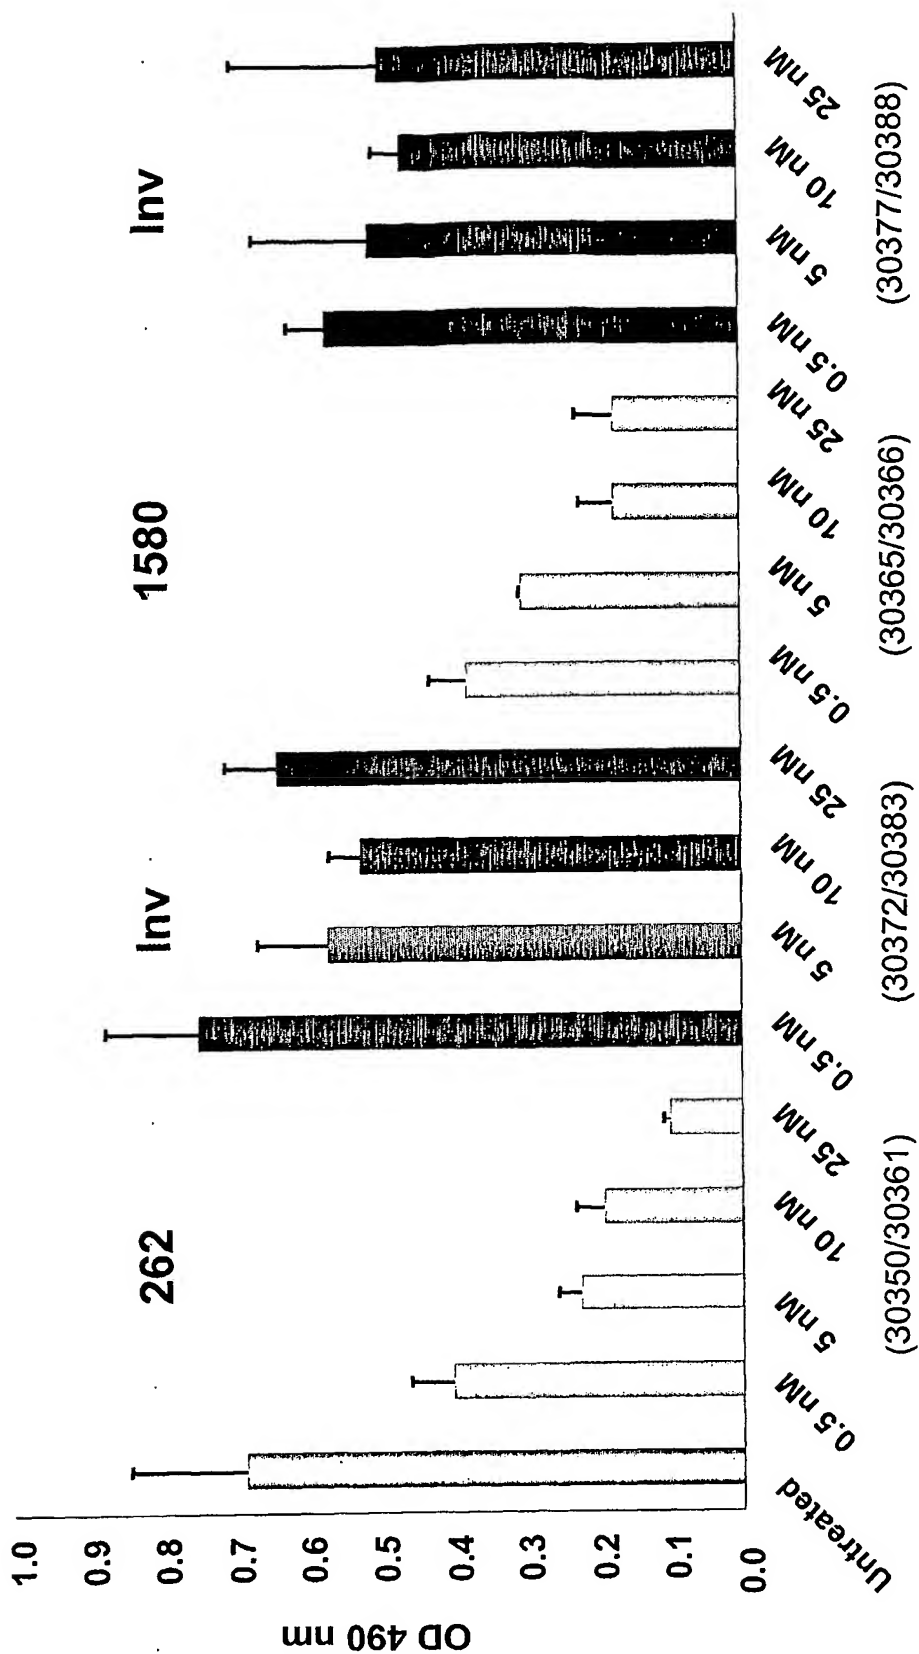 262
Inv
1580
Inv
OD 490 nm
1.0
0.9
0.8
0.7
0.6
0.5
0.4
0.3
0.2
0.1
0.0
Untreated
0.5 nM
5 nM
10 nM
25 nM
0.5 nM
5 nM
10 nM
25 nM
0.5 nM
5 nM
10 nM
25 nM
0.5 nM
5 nM
10 nM
25 nM
(30350/30361)
(30372/30383)
(30365/30366)
(30377/30388)